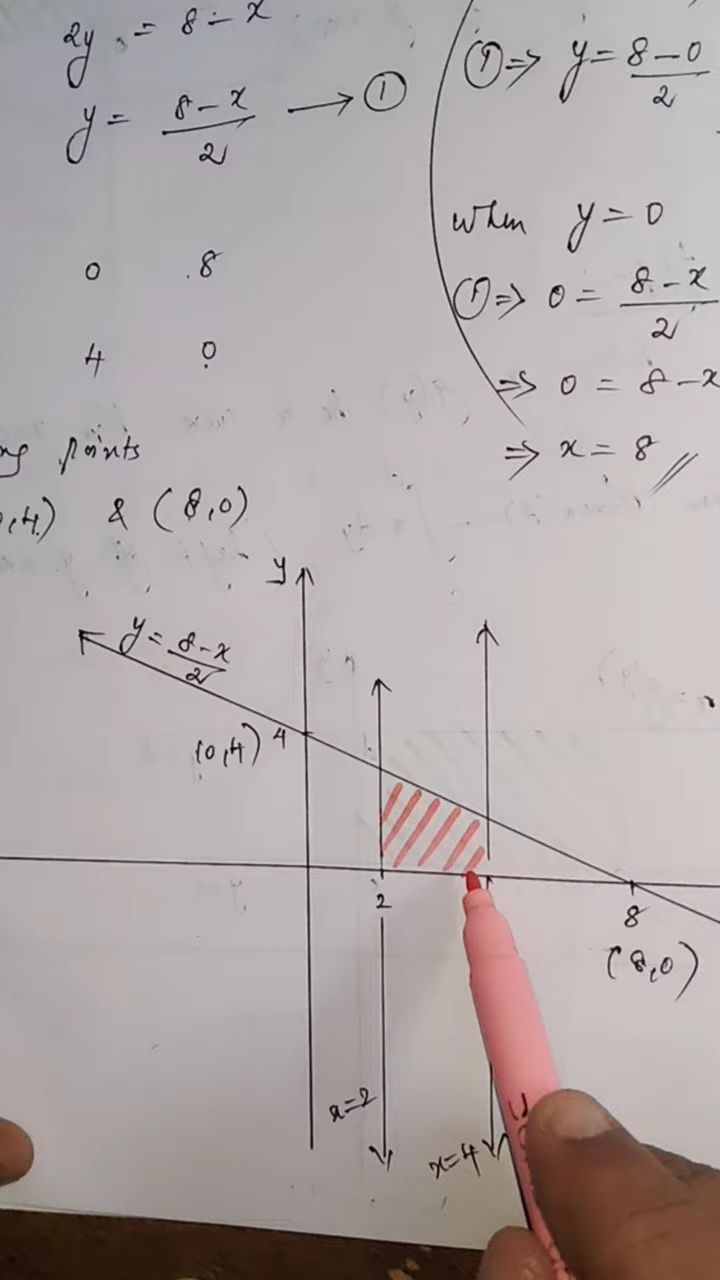 2y = 8 - x
y = (8 - x)/2 → ①
0 8
4 0
points
,4) & (8,0)
① ⇒ y = (8 - 0)/2
when y = 0
① ⇒ 0 = (8 - x)/2
⇒ 0 = 8 - x
⇒ x = 8 //
y
y = (8 - x)/2
(0,4) 4
2
8
(8,0)
x=2
x=4